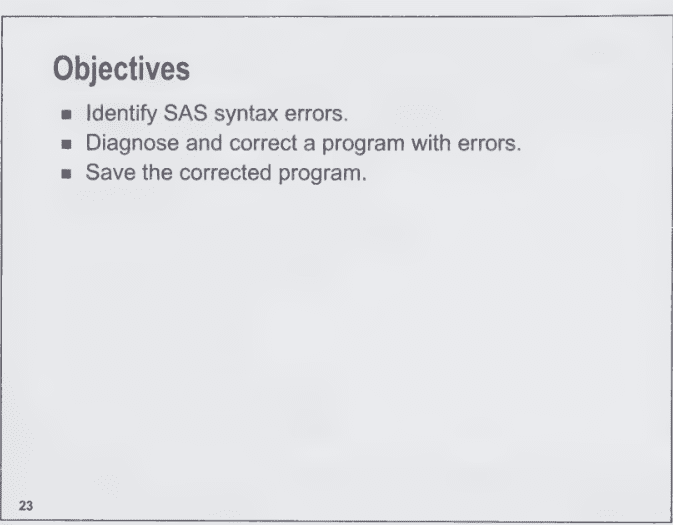 Objectives
■ Identify SAS syntax errors.
■ Diagnose and correct a program with errors.
■ Save the corrected program.
23